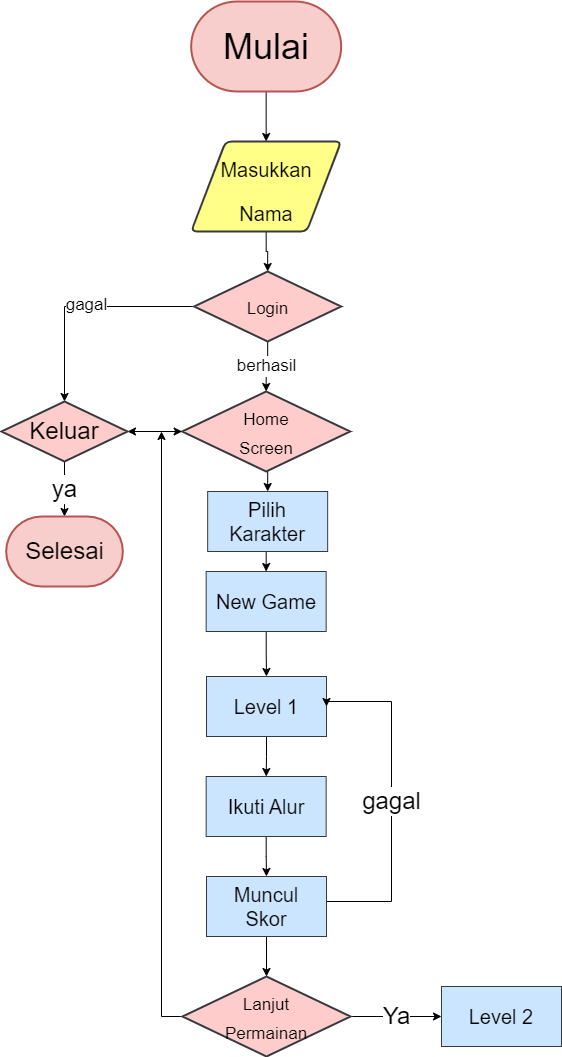 Mulai
Masukkan
Nama
Login
gagal
berhasil
Keluar
Home
Screen
ya
Pilih
Karakter
Selesai
New Game
Level 1
Ikuti Alur
gagal
Muncul
Skor
Lanjut
Permainan
Ya
Level 2